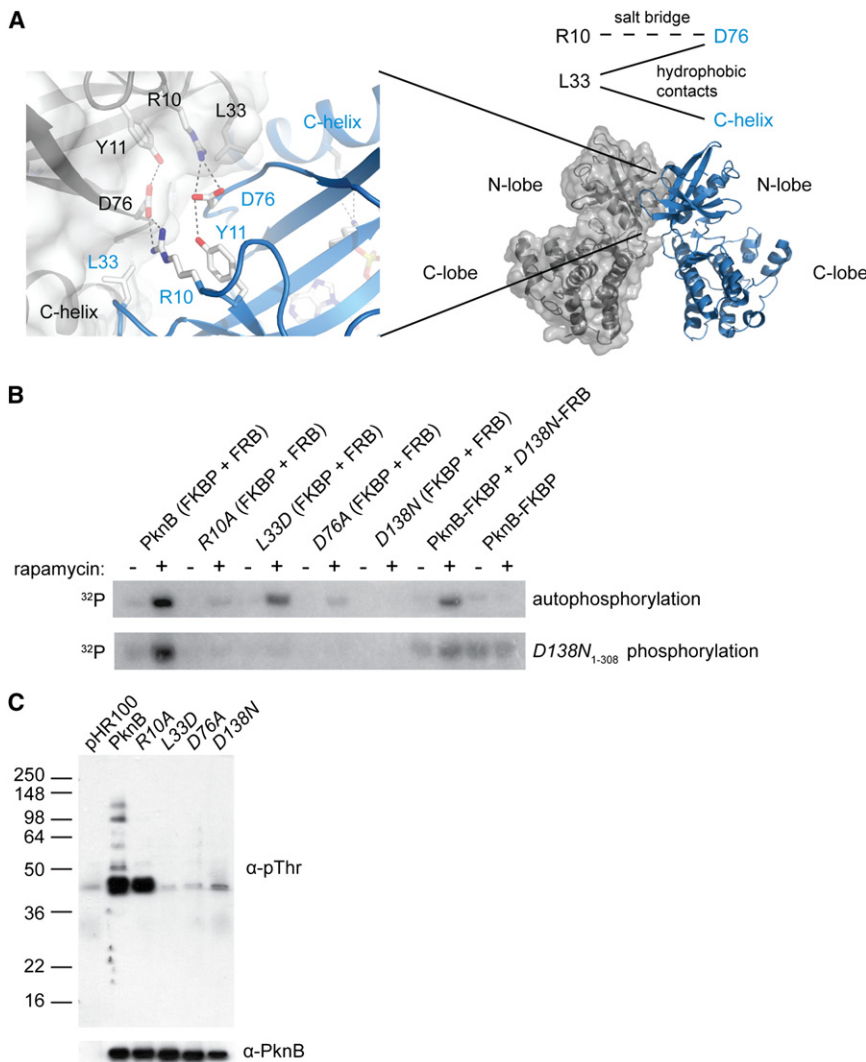 A
R10 salt bridge D76
L33 hydrophobic
contacts
C-helix
R10
L33
C-helix
Y11
D76
D76
Y11
L33
R10
C-helix
N-lobe
N-lobe
C-lobe
C-lobe
B
PknB (FKBP + FRB)
R10A (FKBP + FRB)
L33D (FKBP + FRB)
D76A (FKBP + FRB)
D138N (FKBP + FRB)
PknB-FKBP + D138N-FRB
PknB-FKBP
rapamycin: - + - + - + - + - + - + - +
³²P autophosphorylation
³²P D138N₁₋₃₀₈ phosphorylation
C
pHR100
PknB
R10A
L33D
D76A
D138N
250
148
98
64
50
36
22
16
α-pThr
α-PknB